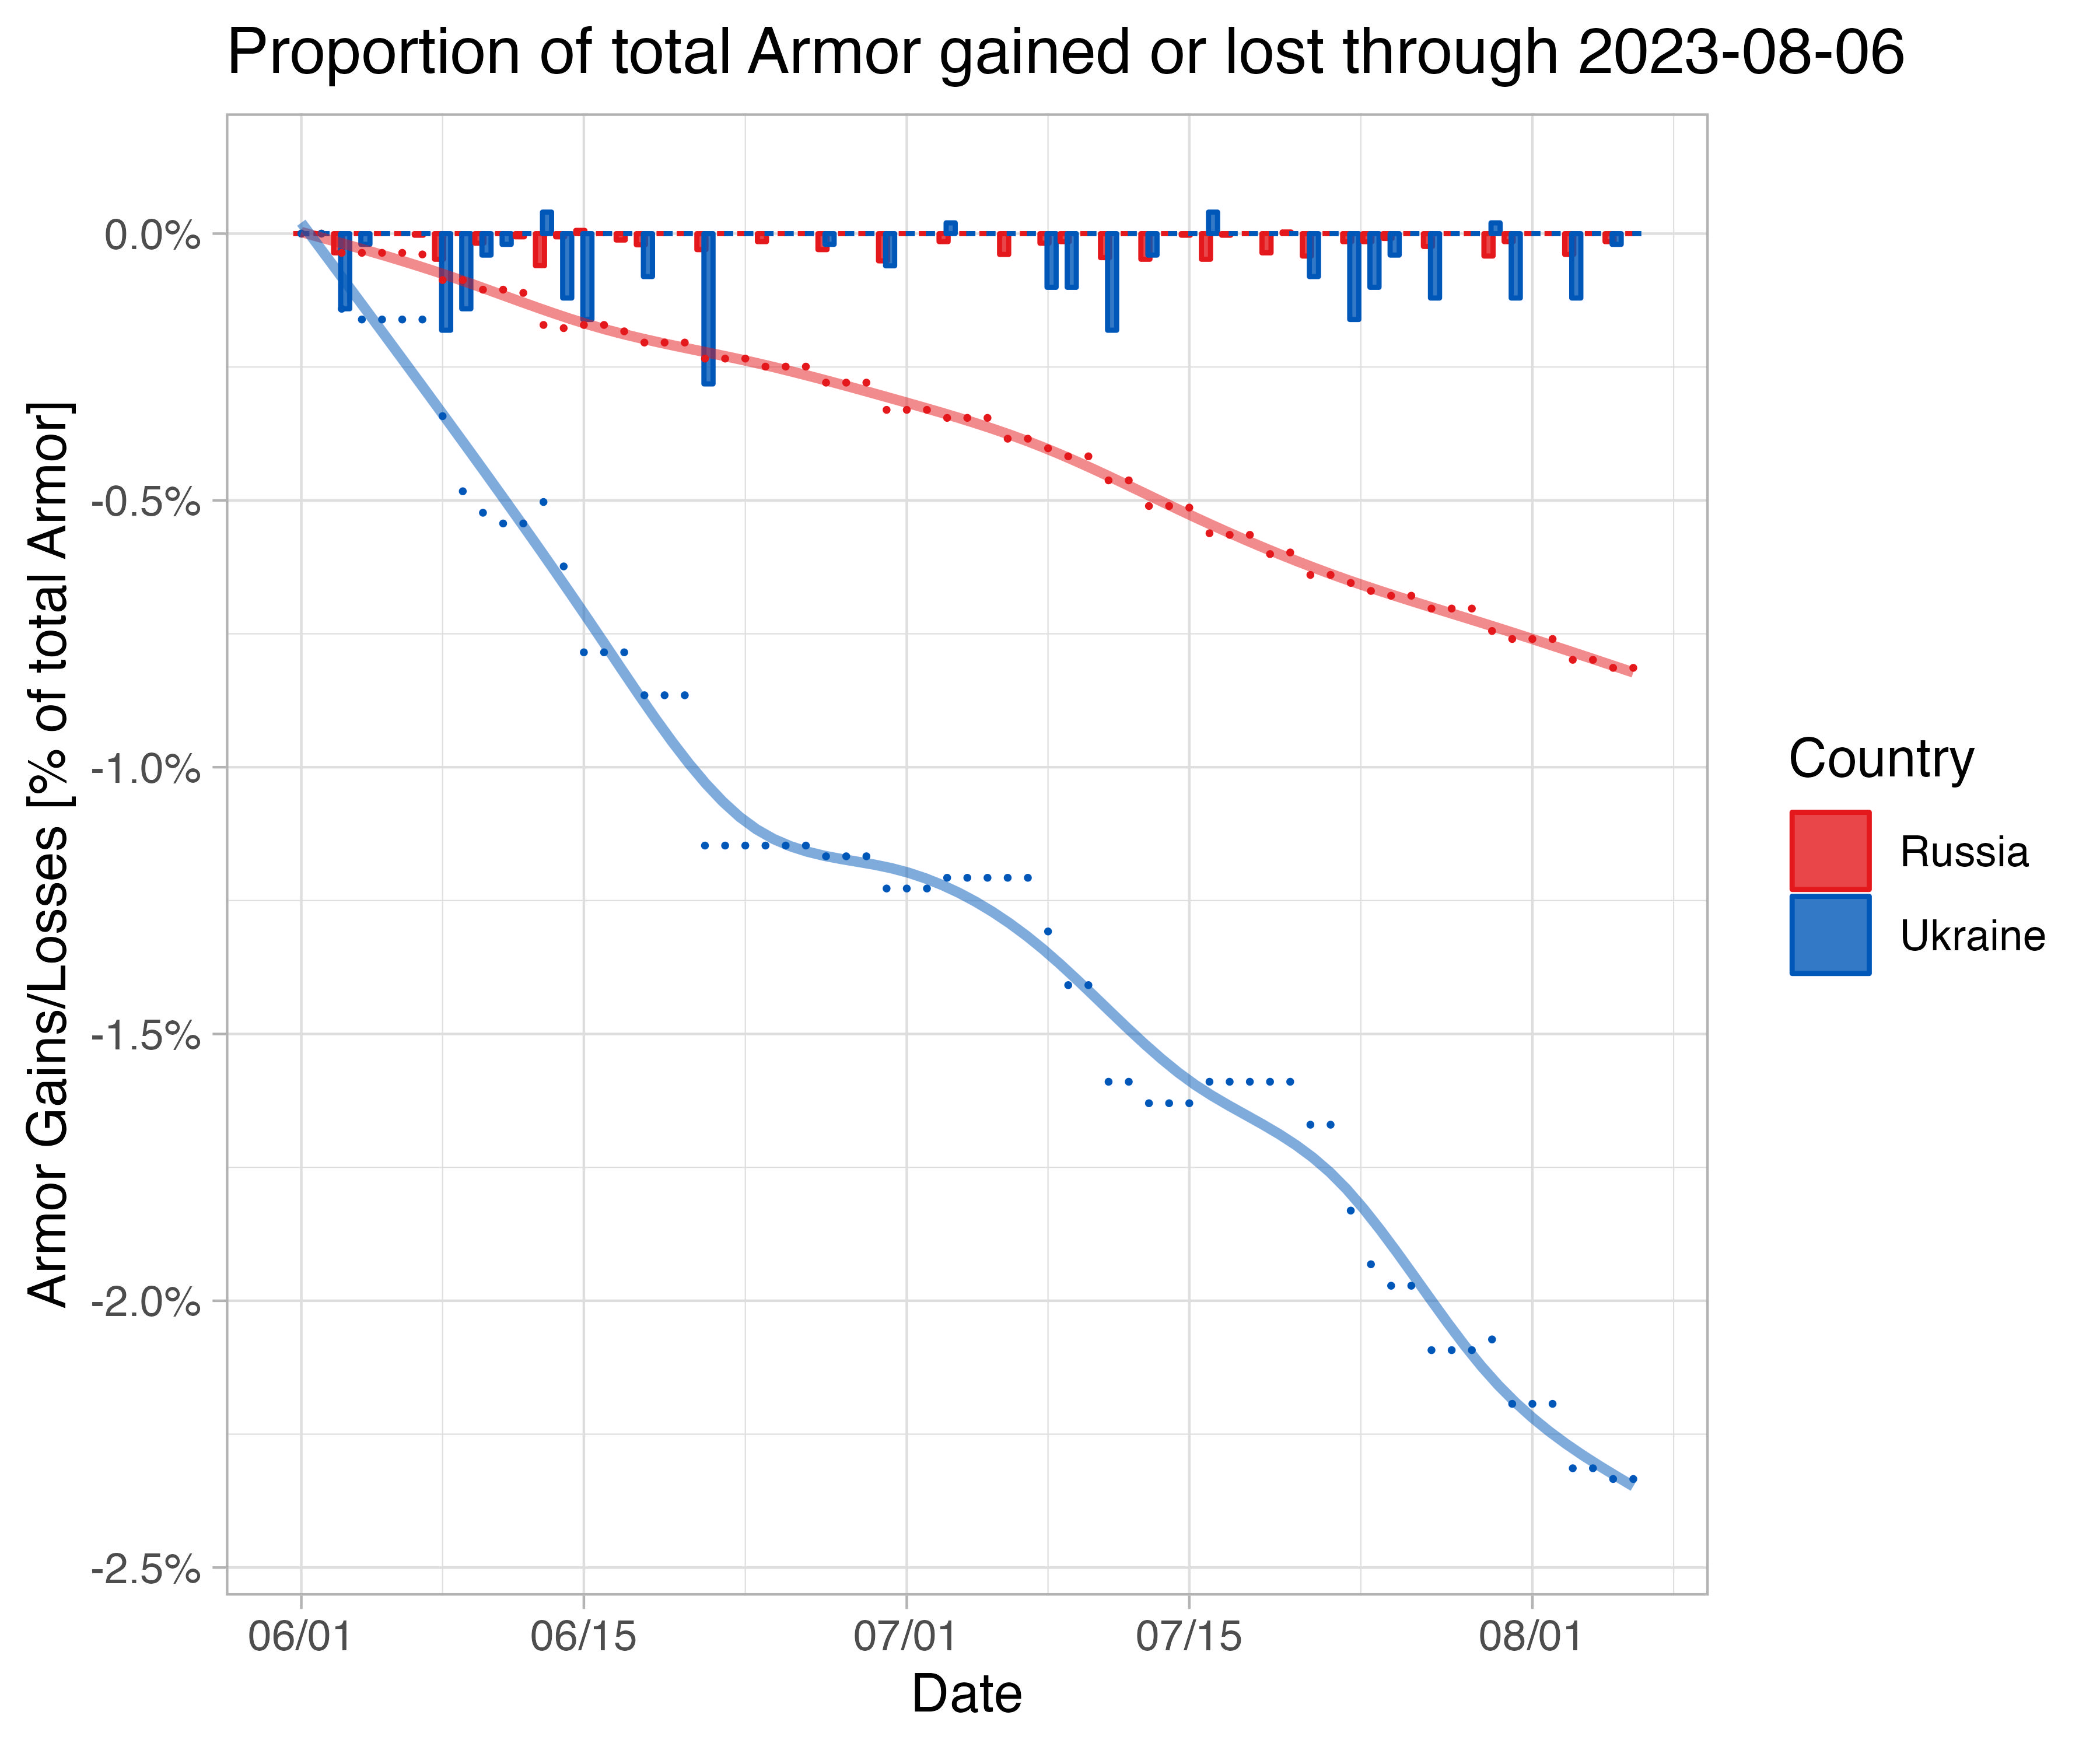 Proportion of total Armor gained or lost through 2023-08-06
Armor Gains/Losses [% of total Armor]
0.0%
-0.5%
-1.0%
-1.5%
-2.0%
-2.5%
06/01
06/15
07/01
07/15
08/01
Date
Country
Russia
Ukraine